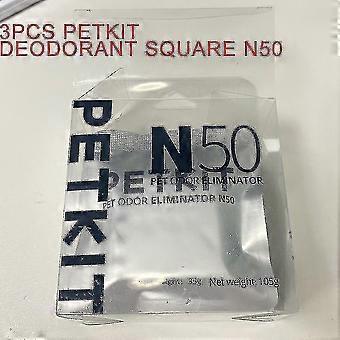 3PCS PETKIT
DEODORANT SQUARE N50
PETKIT
N50
PET ODOR ELIMINATOR
PETKIT
PET ODOR ELIMINATOR N50
Net weight: 105g